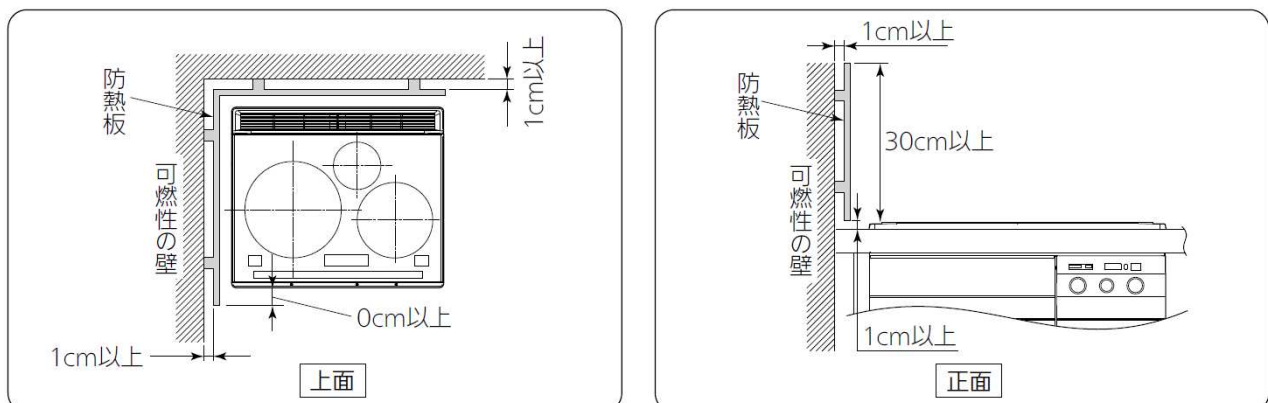 防熱板
可燃性の壁
1cm以上
0cm以上
1cm以上
上面
1cm以上
防熱板
30cm以上
可燃性の壁
1cm以上
正面